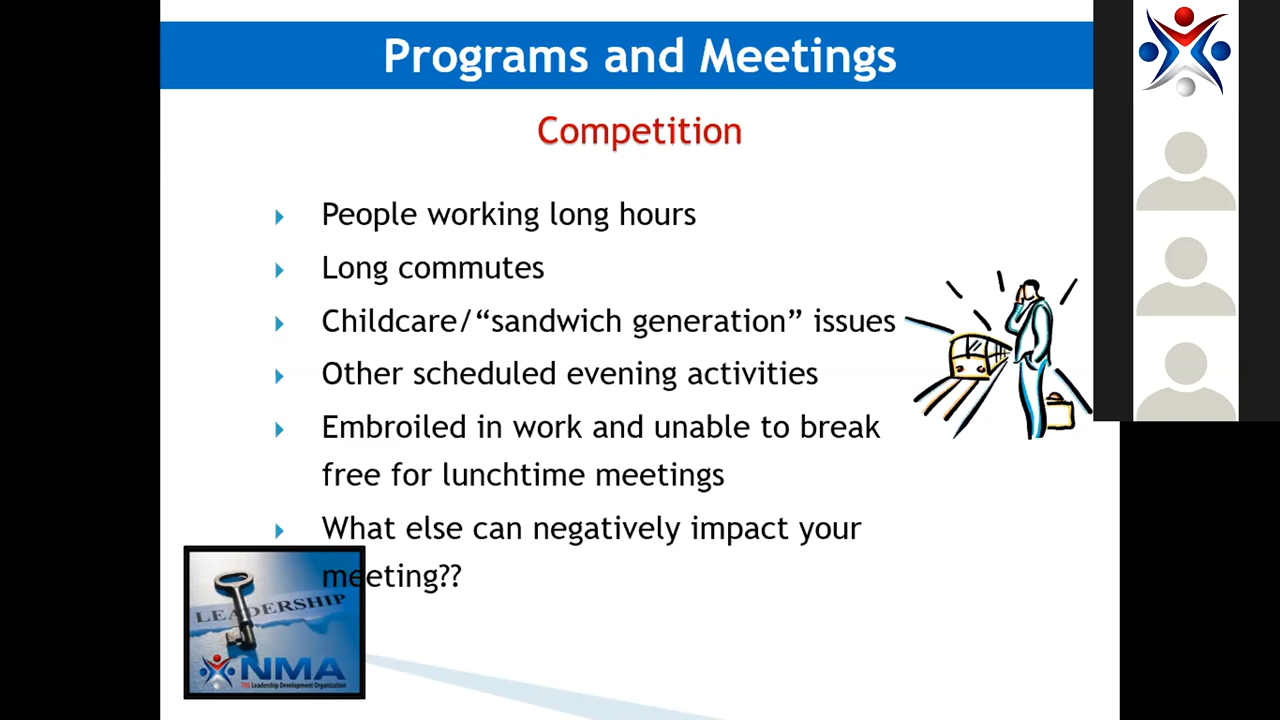 Programs and Meetings
Competition
People working long hours
Long commutes
Childcare/“sandwich generation” issues
Other scheduled evening activities
Embroiled in work and unable to break
free for lunchtime meetings
What else can negatively impact your
meeting??
LEADERSHIP
NMA
THE Leadership Development Organization